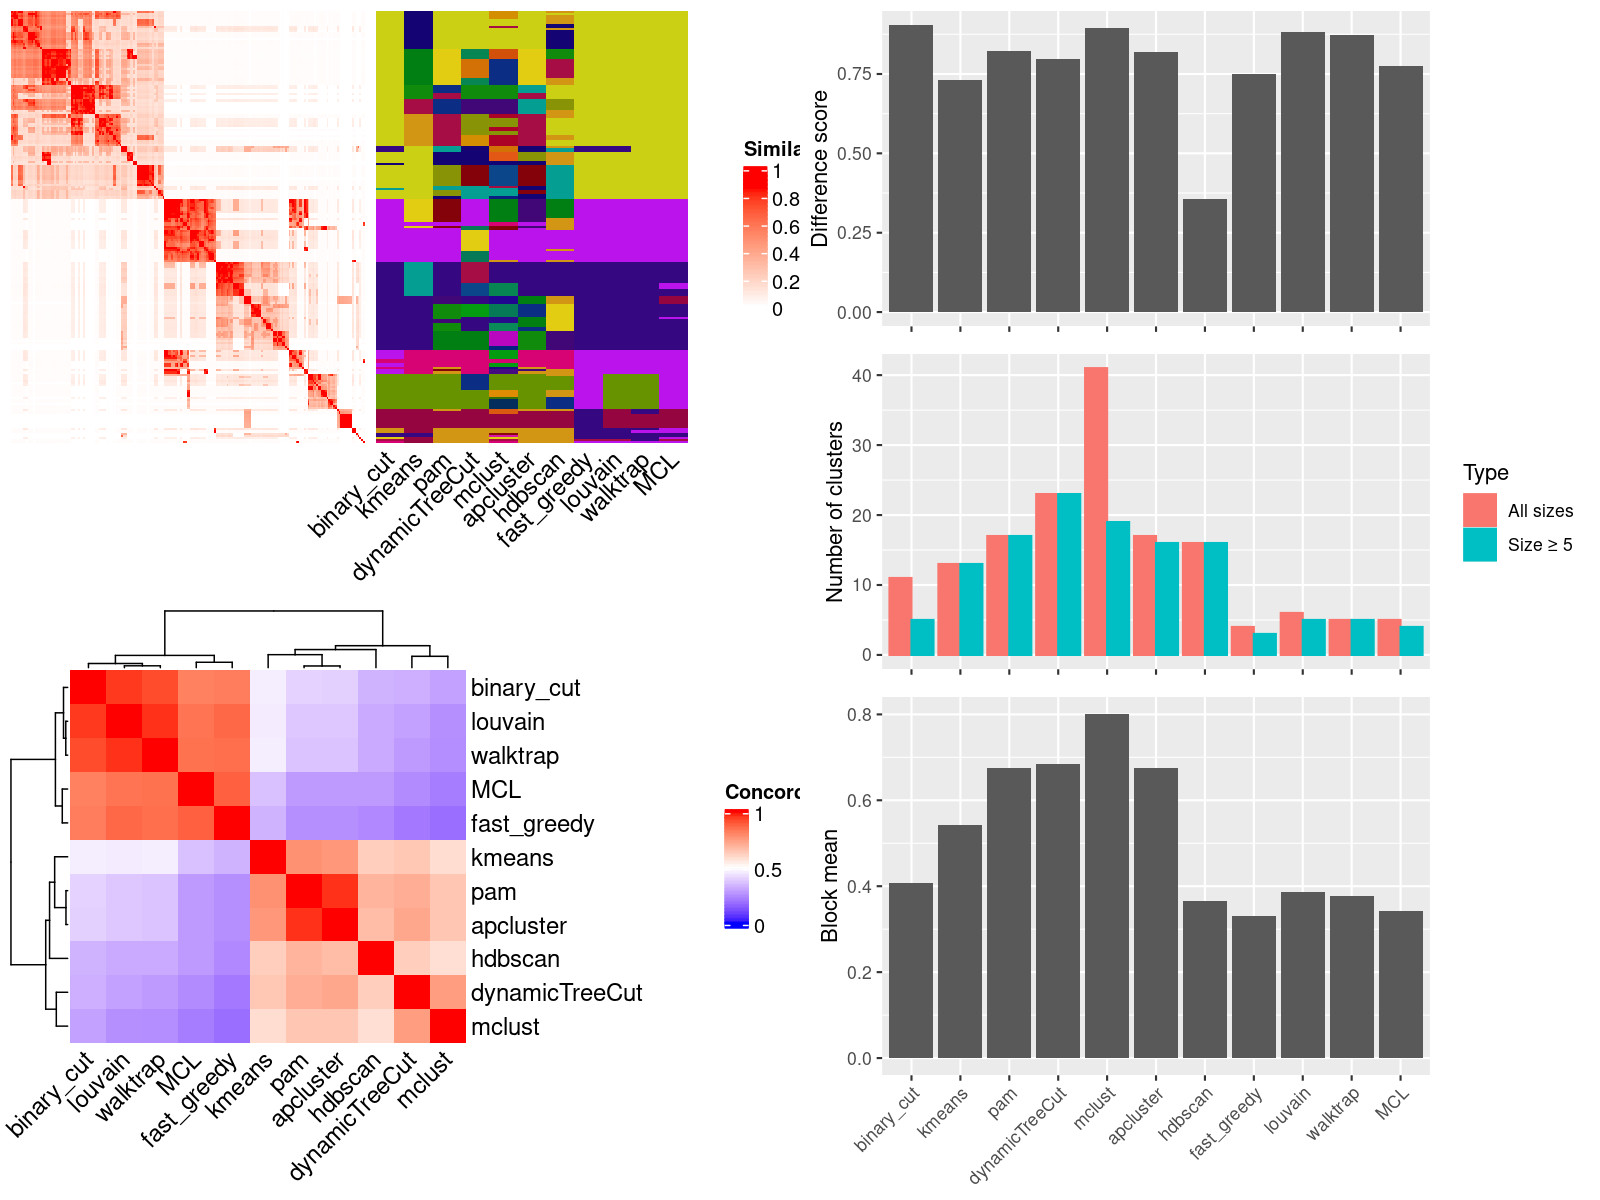 Simila
1
0.8
0.6
0.4
0.2
0
binary_cut
kmeans
pam
dynamicTreeCut
mclust
apcluster
hdbscan
fast_greedy
louvain
walktrap
MCL
binary_cut
louvain
walktrap
MCL
fast_greedy
kmeans
pam
apcluster
hdbscan
dynamicTreeCut
mclust
Concord
1
0.5
0
binary_cut
louvain
walktrap
MCL
fast_greedy
kmeans
pam
apcluster
hdbscan
dynamicTreeCut
mclust
Difference score
0.75
0.50
0.25
0.00
Number of clusters
40
30
20
10
0
Type
All sizes
Size ≥ 5
Block mean
0.8
0.6
0.4
0.2
0.0
binary_cut
kmeans
pam
dynamicTreeCut
mclust
apcluster
hdbscan
fast_greedy
louvain
walktrap
MCL